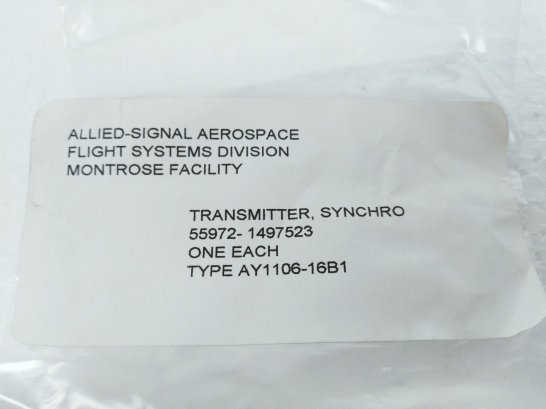 ALLIED-SIGNAL AEROSPACE
FLIGHT SYSTEMS DIVISION
MONTROSE FACILITY
TRANSMITTER, SYNCHRO
55972- 1497523
ONE EACH
TYPE AY1106-16B1